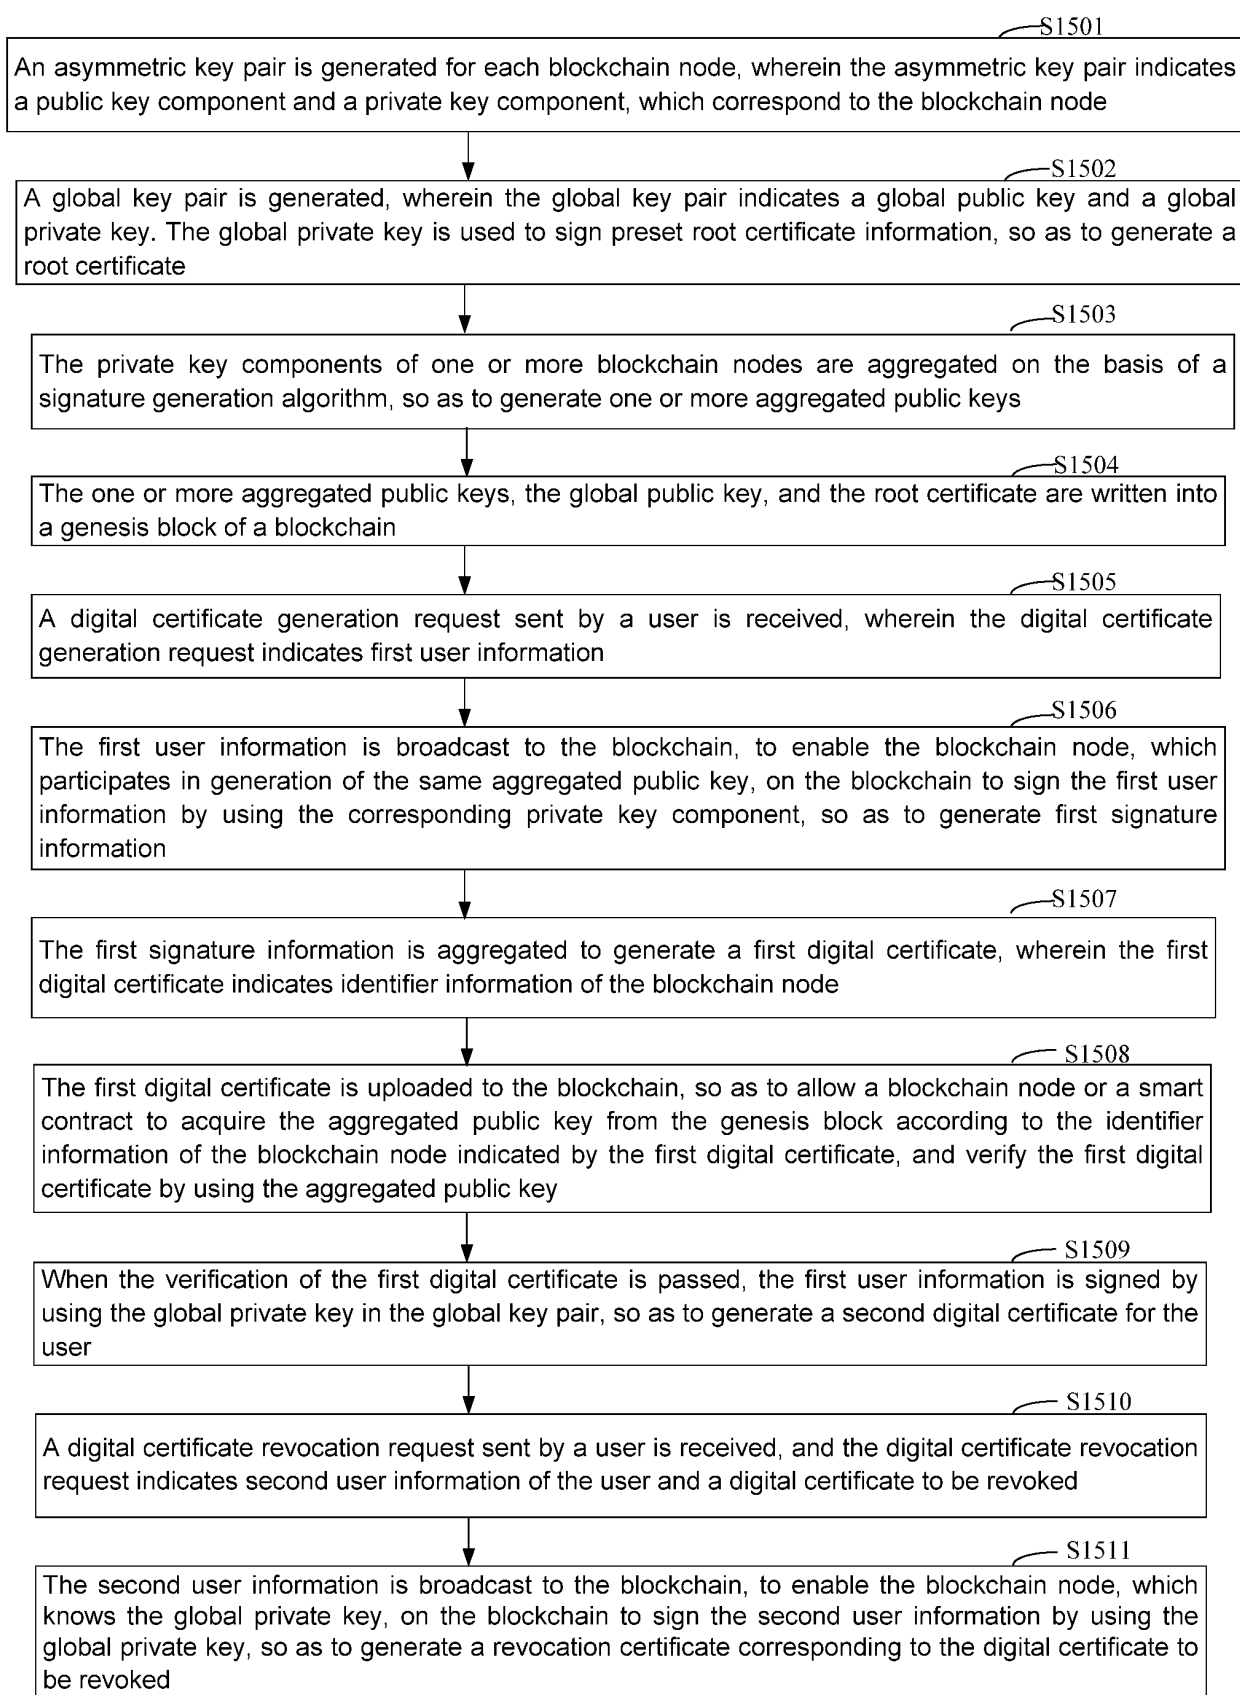 S1501
An asymmetric key pair is generated for each blockchain node, wherein the asymmetric key pair indicates
a public key component and a private key component, which correspond to the blockchain node
S1502
A global key pair is generated, wherein the global key pair indicates a global public key and a global
private key. The global private key is used to sign preset root certificate information, so as to generate a
root certificate
S1503
The private key components of one or more blockchain nodes are aggregated on the basis of a
signature generation algorithm, so as to generate one or more aggregated public keys
S1504
The one or more aggregated public keys, the global public key, and the root certificate are written into
a genesis block of a blockchain
S1505
A digital certificate generation request sent by a user is received, wherein the digital certificate
generation request indicates first user information
S1506
The first user information is broadcast to the blockchain, to enable the blockchain node, which
participates in generation of the same aggregated public key, on the blockchain to sign the first user
information by using the corresponding private key component, so as to generate first signature
information
S1507
The first signature information is aggregated to generate a first digital certificate, wherein the first
digital certificate indicates identifier information of the blockchain node
S1508
The first digital certificate is uploaded to the blockchain, so as to allow a blockchain node or a smart
contract to acquire the aggregated public key from the genesis block according to the identifier
information of the blockchain node indicated by the first digital certificate, and verify the first digital
certificate by using the aggregated public key
S1509
When the verification of the first digital certificate is passed, the first user information is signed by
using the global private key in the global key pair, so as to generate a second digital certificate for the
user
S1510
A digital certificate revocation request sent by a user is received, and the digital certificate revocation
request indicates second user information of the user and a digital certificate to be revoked
S1511
The second user information is broadcast to the blockchain, to enable the blockchain node, which
knows the global private key, on the blockchain to sign the second user information by using the
global private key, so as to generate a revocation certificate corresponding to the digital certificate to
be revoked